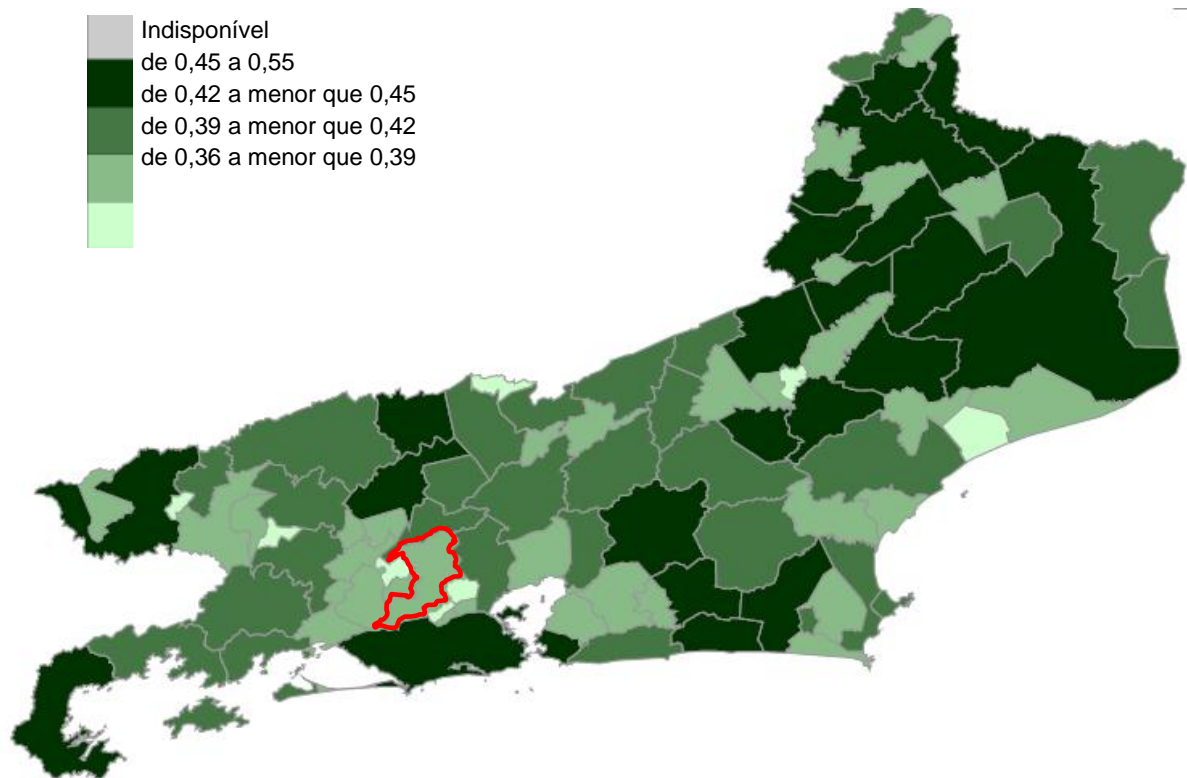 Indisponível
de 0,45 a 0,55
de 0,42 a menor que 0,45
de 0,39 a menor que 0,42
de 0,36 a menor que 0,39